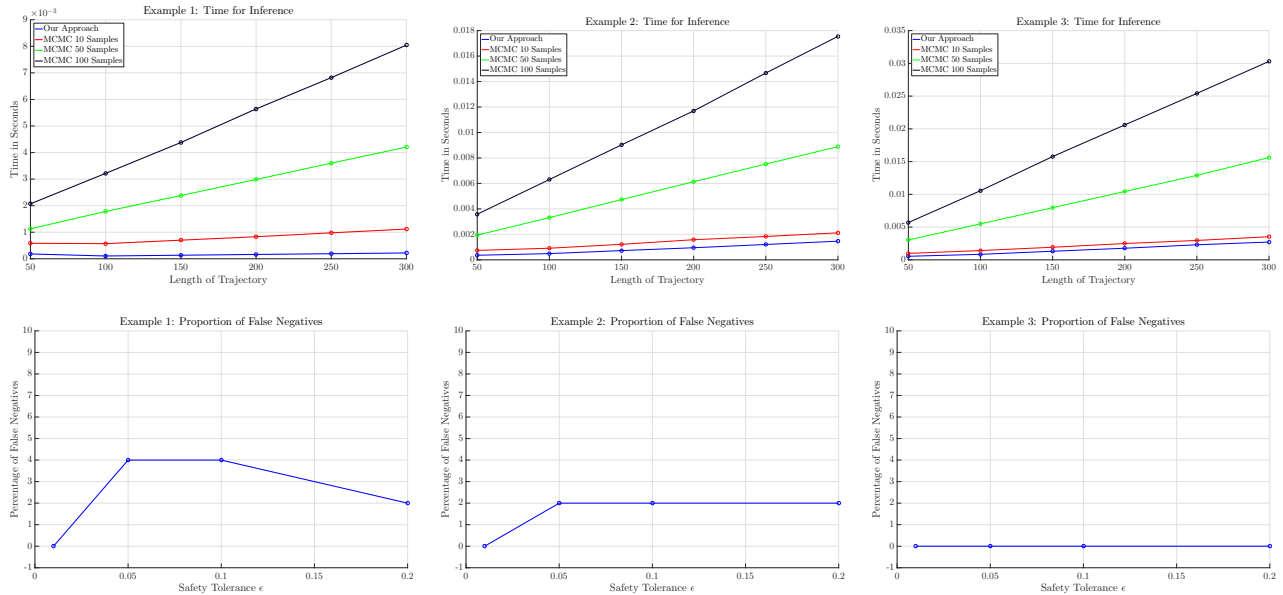 Example 1: Time for Inference
×10⁻³
9
8
7
6
5
4
3
2
1
0
Time in Seconds
Our Approach
MCMC 10 Samples
MCMC 50 Samples
MCMC 100 Samples
50 100 150 200 250 300
Length of Trajectory
Example 2: Time for Inference
0.018
0.016
0.014
0.012
0.01
0.008
0.006
0.004
0.002
0
Time in Seconds
Our Approach
MCMC 10 Samples
MCMC 50 Samples
MCMC 100 Samples
50 100 150 200 250 300
Length of Trajectory
Example 3: Time for Inference
0.035
0.03
0.025
0.02
0.015
0.01
0.005
0
Time in Seconds
Our Approach
MCMC 10 Samples
MCMC 50 Samples
MCMC 100 Samples
50 100 150 200 250 300
Length of Trajectory
Example 1: Proportion of False Negatives
10
9
8
7
6
5
4
3
2
1
0
-1
Percentage of False Negatives
0 0.05 0.1 0.15 0.2
Safety Tolerance ϵ
Example 2: Proportion of False Negatives
10
9
8
7
6
5
4
3
2
1
0
-1
Percentage of False Negatives
0 0.05 0.1 0.15 0.2
Safety Tolerance ϵ
Example 3: Proportion of False Negatives
10
9
8
7
6
5
4
3
2
1
0
-1
Percentage of False Negatives
0 0.05 0.1 0.15 0.2
Safety Tolerance ϵ